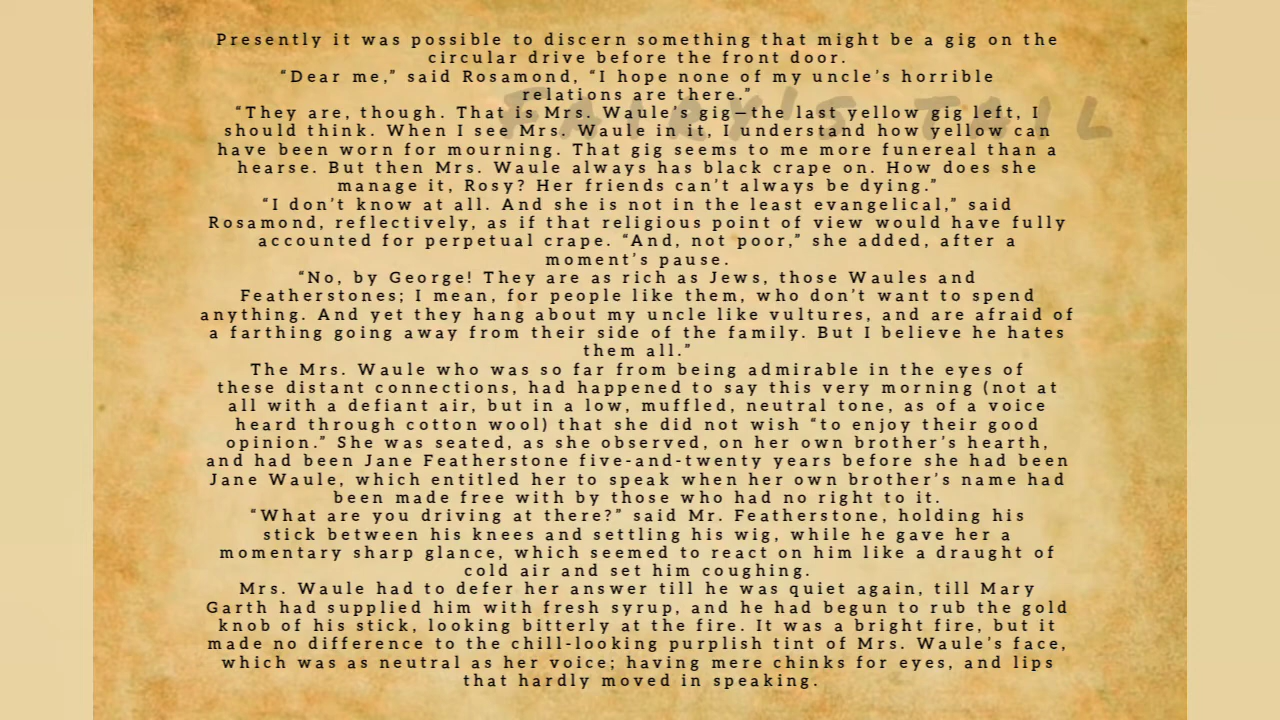 Presently it was possible to discern something that might be a gig on the
circular drive before the front door.
“Dear me,” said Rosamond, “I hope none of my uncle’s horrible
relations are there.”
FAIRY'S TAIL
“They are, though. That is Mrs. Waule’s gig—the last yellow gig left, I
should think. When I see Mrs. Waule in it, I understand how yellow can
have been worn for mourning. That gig seems to me more funereal than a
hearse. But then Mrs. Waule always has black crape on. How does she
manage it, Rosy? Her friends can’t always be dying.”
“I don’t know at all. And she is not in the least evangelical,” said
Rosamond, reflectively, as if that religious point of view would have fully
accounted for perpetual crape. “And, not poor,” she added, after a
moment’s pause.
“No, by George! They are as rich as Jews, those Waules and
Featherstones; I mean, for people like them, who don’t want to spend
anything. And yet they hang about my uncle like vultures, and are afraid of
a farthing going away from their side of the family. But I believe he hates
them all.”
The Mrs. Waule who was so far from being admirable in the eyes of
these distant connections, had happened to say this very morning (not at
all with a defiant air, but in a low, muffled, neutral tone, as of a voice
heard through cotton wool) that she did not wish “to enjoy their good
opinion.” She was seated, as she observed, on her own brother’s hearth,
and had been Jane Featherstone five-and-twenty years before she had been
Jane Waule, which entitled her to speak when her own brother’s name had
been made free with by those who had no right to it.
“What are you driving at there?” said Mr. Featherstone, holding his
stick between his knees and settling his wig, while he gave her a
momentary sharp glance, which seemed to react on him like a draught of
cold air and set him coughing.
Mrs. Waule had to defer her answer till he was quiet again, till Mary
Garth had supplied him with fresh syrup, and he had begun to rub the gold
knob of his stick, looking bitterly at the fire. It was a bright fire, but it
made no difference to the chill-looking purplish tint of Mrs. Waule’s face,
which was as neutral as her voice; having mere chinks for eyes, and lips
that hardly moved in speaking.